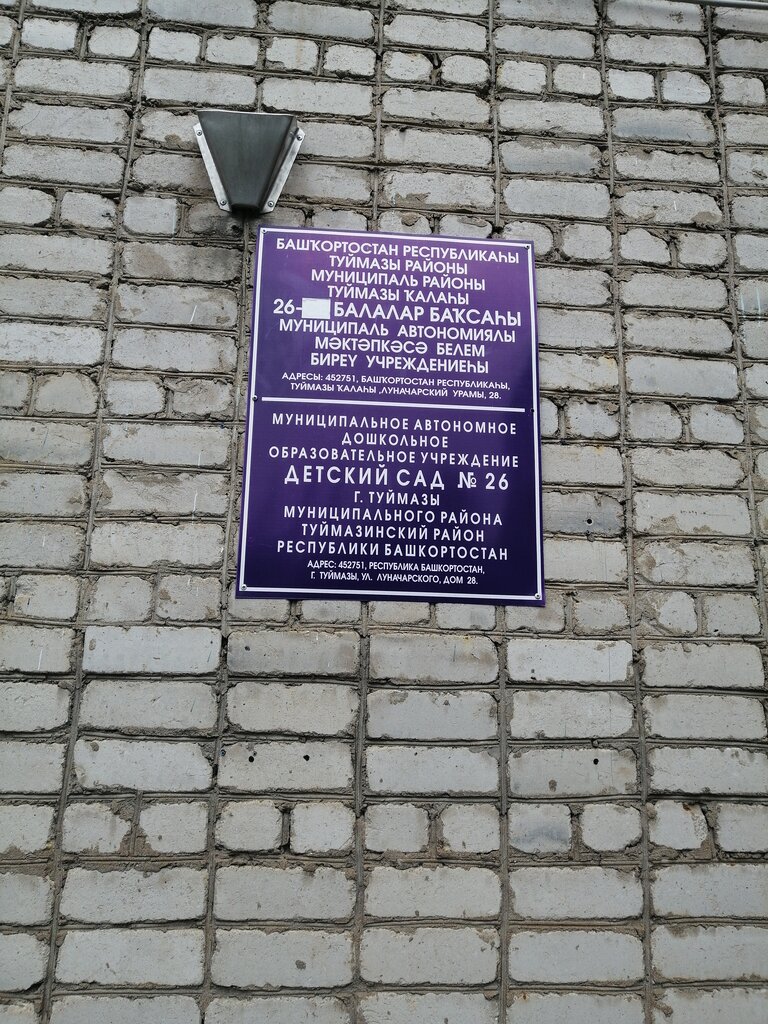 БАШҠОРТОСТАН РЕСПУБЛИКАҺЫ
ТУЙМАЗЫ РАЙОНЫ
МУНИЦИПАЛЬ РАЙОНЫ
ТУЙМАЗЫ ҠАЛАҺЫ
26- БАЛАЛАР БАҠСАҺЫ
МУНИЦИПАЛЬ АВТОНОМИЯЛЫ
МӘКТӘПКӘСӘ БЕЛЕМ
БИРЕҮ УЧРЕЖДЕНИЕҺЫ
АДРЕСЫ: 452751, БАШҠОРТОСТАН РЕСПУБЛИКАҺЫ,
ТУЙМАЗЫ ҠАЛАҺЫ ,ЛУНАЧАРСКИЙ УРАМЫ, 28.
МУНИЦИПАЛЬНОЕ АВТОНОМНОЕ
ДОШКОЛЬНОЕ
ОБРАЗОВАТЕЛЬНОЕ УЧРЕЖДЕНИЕ
ДЕТСКИЙ САД № 26
Г. ТУЙМАЗЫ
МУНИЦИПАЛЬНОГО РАЙОНА
ТУЙМАЗИНСКИЙ РАЙОН
РЕСПУБЛИКИ БАШКОРТОСТАН
АДРЕС: 452751, РЕСПУБЛИКА БАШКОРТОСТАН,
Г. ТУЙМАЗЫ, УЛ. ЛУНАЧАРСКОГО, ДОМ 28.